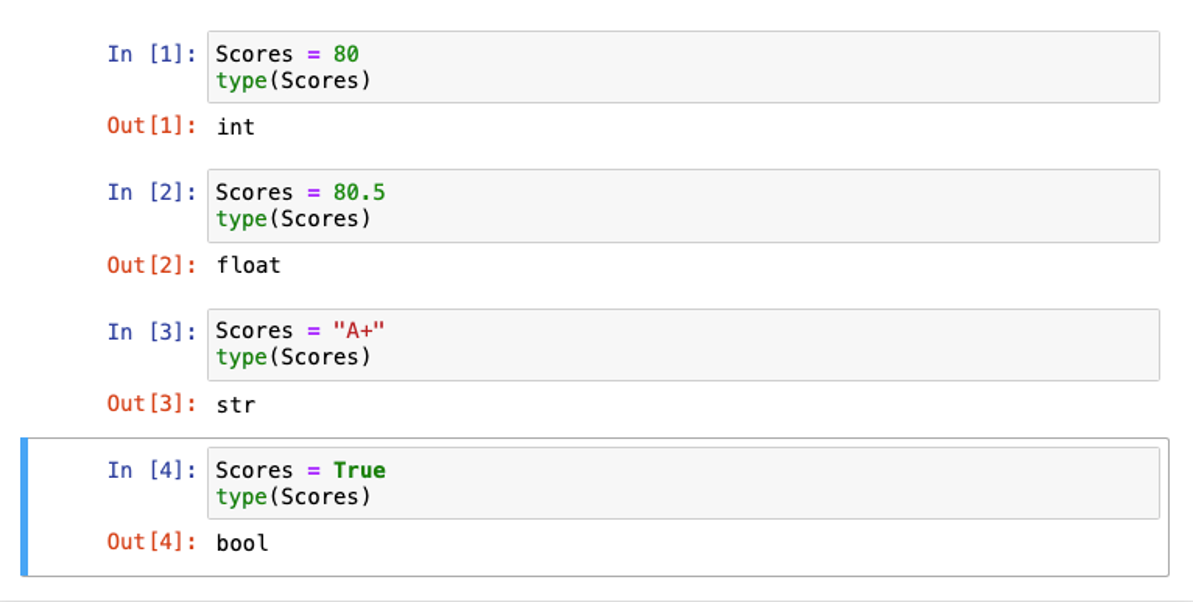 In [1]: Scores = 80
type(Scores)
Out[1]: int
In [2]: Scores = 80.5
type(Scores)
Out[2]: float
In [3]: Scores = "A+"
type(Scores)
Out[3]: str
In [4]: Scores = True
type(Scores)
Out[4]: bool